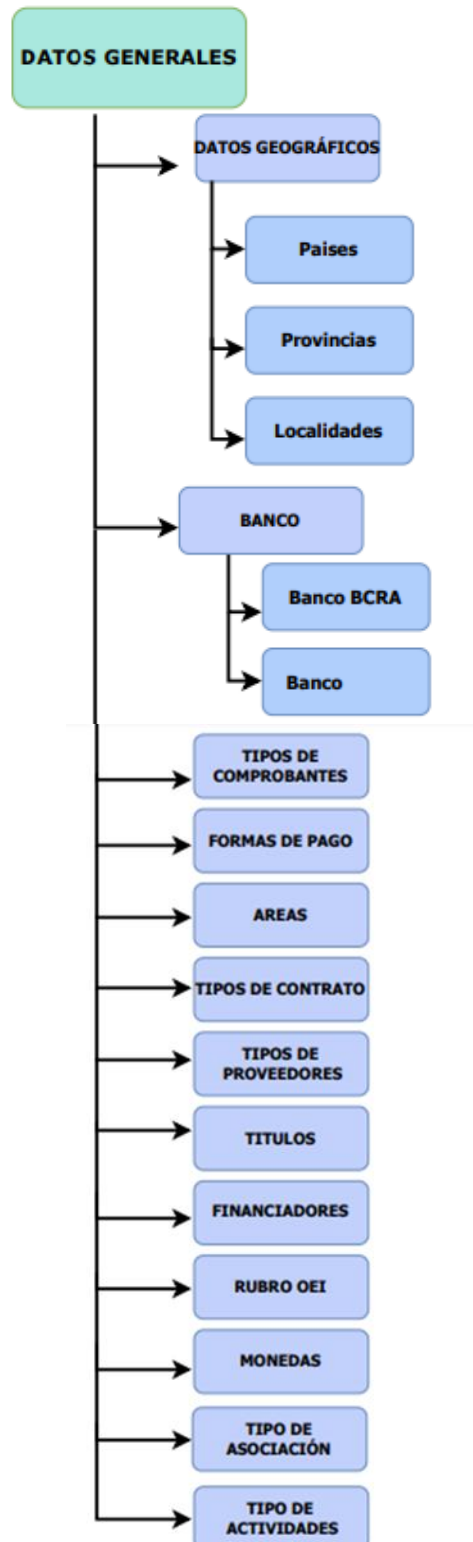 DATOS GENERALES
DATOS GEOGRÁFICOS
Paises
Provincias
Localidades
BANCO
Banco BCRA
Banco
TIPOS DE
COMPROBANTES
FORMAS DE PAGO
AREAS
TIPOS DE CONTRATO
TIPOS DE
PROVEEDORES
TITULOS
FINANCIADORES
RUBRO OEI
MONEDAS
TIPO DE
ASOCIACIÓN
TIPO DE
ACTIVIDADES